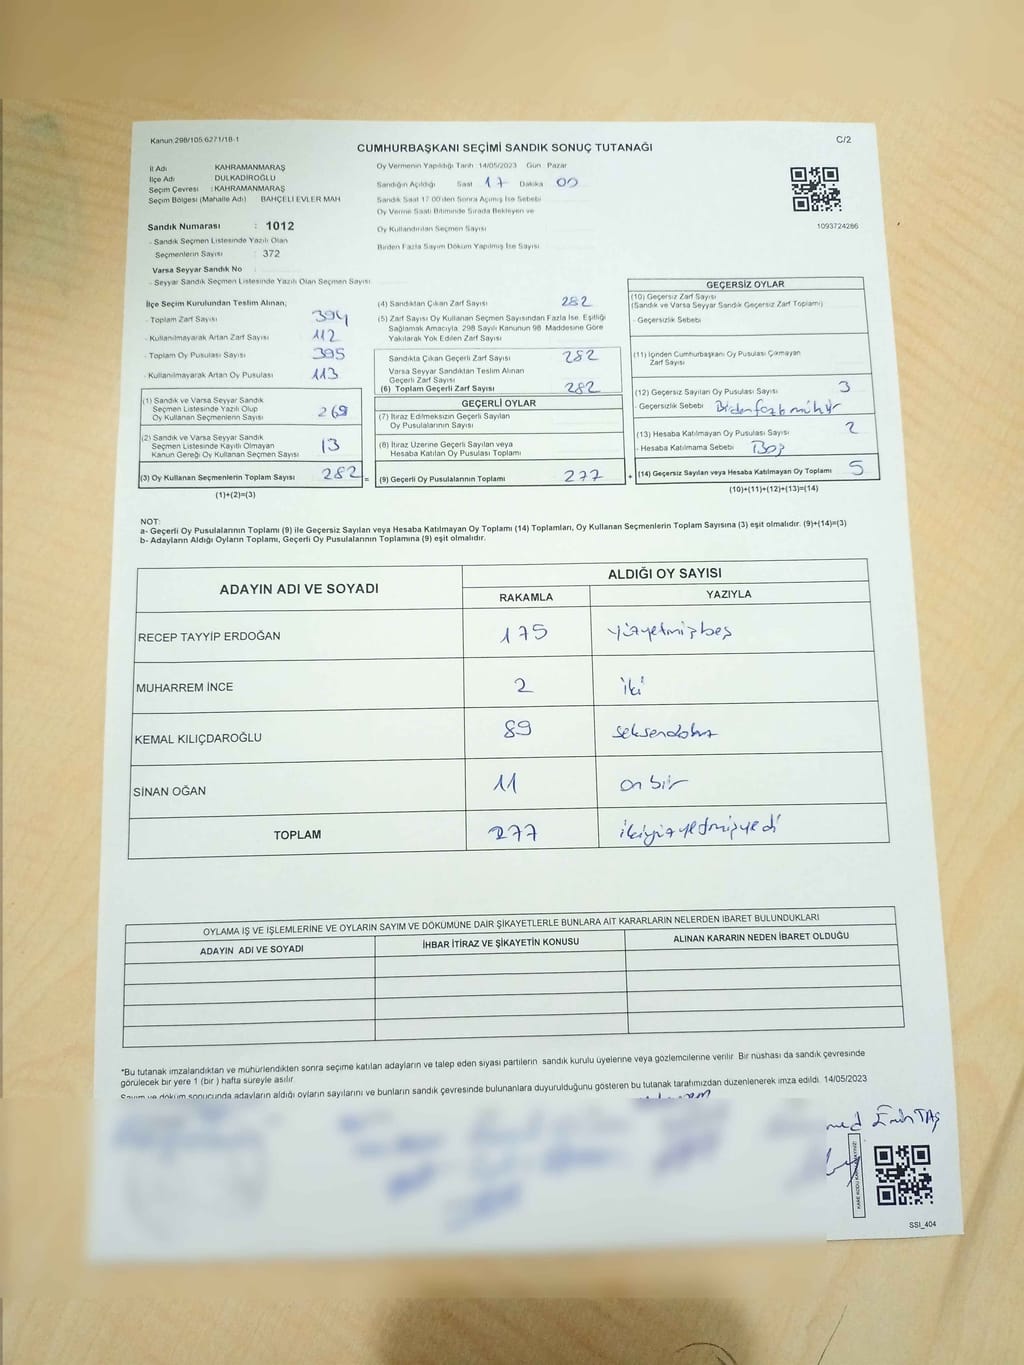 Kanun 298/105 6271/18-1
C/2
CUMHURBAŞKANI SEÇİMİ SANDIK SONUÇ TUTANAĞI
İl Adı KAHRAMANMARAŞ
İlçe Adı DULKADİROĞLU
Seçim Çevresi : KAHRAMANMARAŞ
Seçim Bölgesi (Mahalle Adı) BAHÇELİ EVLER MAH
Oy Vermenin Yapıldığı Tarih 14/05/2023 Gün Pazar
Sandığın Açıldığı Saat 17 Dakika 00
Sandık Saat 17 00'den Sonra Açılmış İse Sebebi
Oy Verme Saati Bitiminde Sırada Bekleyen ve
Oy Kullandırılan Seçmen Sayısı
Birden Fazla Sayım Döküm Yapılmış İse Sayısı
1093724286
Sandık Numarası : 1012
- Sandık Seçmen Listesinde Yazılı Olan
Seçmenlerin Sayısı : 372
Varsa Seyyar Sandık No
- Seyyar Sandık Seçmen Listesinde Yazılı Olan Seçmen Sayısı
İlçe Seçim Kurulundan Teslim Alınan;
- Toplam Zarf Sayısı 394
- Kullanılmayarak Artan Zarf Sayısı 112
- Toplam Oy Pusulası Sayısı 395
- Kullanılmayarak Artan Oy Pusulası 113
(1) Sandık ve Varsa Seyyar Sandık
Seçmen Listesinde Yazılı Olup
Oy Kullanan Seçmenlerin Sayısı 269
(2) Sandık ve Varsa Seyyar Sandık
Seçmen Listesinde Kayıtlı Olmayan
Kanun Gereği Oy Kullanan Seçmen Sayısı 13
(3) Oy Kullanan Seçmenlerin Toplam Sayısı 282 =
(1)+(2)=(3)
(4) Sandıktan Çıkan Zarf Sayısı 282
(5) Zarf Sayısı Oy Kullanan Seçmen Sayısından Fazla İse, Eşitliği
Sağlamak Amacıyla, 298 Sayılı Kanunun 98. Maddesine Göre
Yakılarak Yok Edilen Zarf Sayısı
Sandıkta Çıkan Geçerli Zarf Sayısı 282
Varsa Seyyar Sandıktan Teslim Alınan
Geçerli Zarf Sayısı
(6) Toplam Geçerli Zarf Sayısı 282
GEÇERLİ OYLAR
(7) İtiraz Edilmeksizin Geçerli Sayılan
Oy Pusulalarının Sayısı
(8) İtiraz Üzerine Geçerli Sayılan veya
Hesaba Katılan Oy Pusulası Toplamı
(9) Geçerli Oy Pusulalarının Toplamı 277 +
GEÇERSİZ OYLAR
(10) Geçersiz Zarf Sayısı
(Sandık ve Varsa Seyyar Sandık Geçersiz Zarf Toplamı)
- Geçersizlik Sebebi
(11) İçinden Cumhurbaşkanı Oy Pusulası Çıkmayan
Zarf Sayısı
(12) Geçersiz Sayılan Oy Pusulası Sayısı 3
- Geçersizlik Sebebi Birden fazla mühür
(13) Hesaba Katılmayan Oy Pusulası Sayısı 2
- Hesaba Katılmama Sebebi Boş
(14) Geçersiz Sayılan veya Hesaba Katılmayan Oy Toplamı 5
(10)+(11)+(12)+(13)=(14)
NOT:
a- Geçerli Oy Pusulalarının Toplamı (9) ile Geçersiz Sayılan veya Hesaba Katılmayan Oy Toplamı (14) Toplamları, Oy Kullanan Seçmenlerin Toplam Sayısına (3) eşit olmalıdır. (9)+(14)=(3)
b- Adayların Aldığı Oyların Toplamı, Geçerli Oy Pusulalarının Toplamına (9) eşit olmalıdır.
ADAYIN ADI VE SOYADI
ALDIĞI OY SAYISI
RAKAMLA YAZIYLA
RECEP TAYYİP ERDOĞAN 175 yüzyetmişbeş
MUHARREM İNCE 2 iki
KEMAL KILIÇDAROĞLU 89 seksendokuz
SİNAN OĞAN 11 on bir
TOPLAM 277 ikiyüzyetmişyedi
OYLAMA İŞ VE İŞLEMLERİNE VE OYLARIN SAYIM VE DÖKÜMÜNE DAİR ŞİKAYETLERLE BUNLARA AİT KARARLARIN NELERDEN İBARET BULUNDUKLARI
ADAYIN ADI VE SOYADI İHBAR İTİRAZ VE ŞİKAYETİN KONUSU ALINAN KARARIN NEDEN İBARET OLDUĞU
*Bu tutanak imzalandıktan ve mühürlendikten sonra seçime katılan adayların ve talep eden siyasi partilerin sandık kurulu üyelerine veya gözlemcilerine verilir. Bir nüshası da sandık çevresinde
görülecek bir yere 1 (bir) hafta süreyle asılır.
Sayım ve döküm sonucunda adayların aldığı oyların sayılarını ve bunların sandık çevresinde bulunanlara duyurulduğunu gösteren bu tutanak tarafımızdan düzenlenerek imza edildi. 14/05/2023
med Emin TAŞ
SSI_404